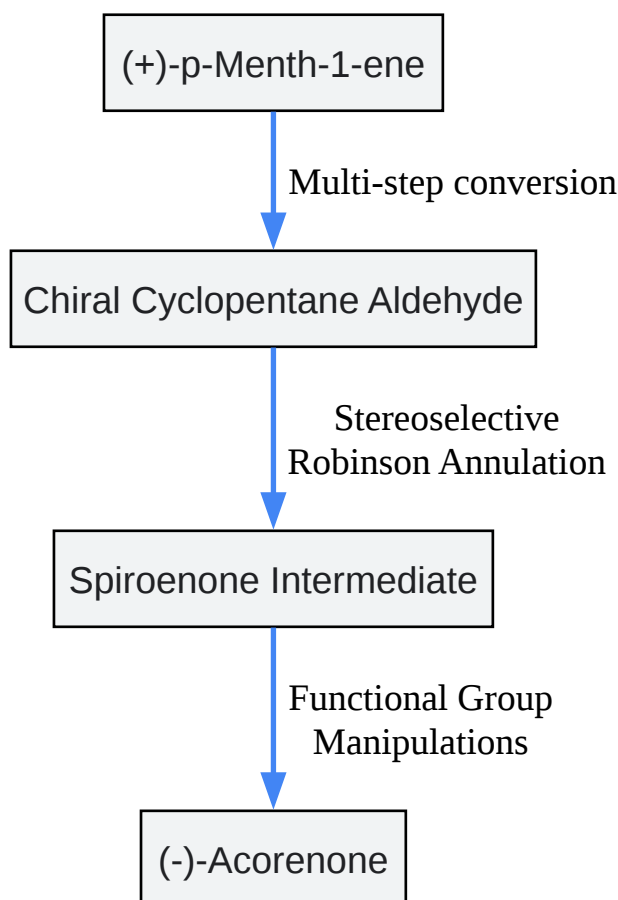 (+)-p-Menth-1-ene
Multi-step conversion
Chiral Cyclopentane Aldehyde
Stereoselective
Robinson Annulation
Spiroenone Intermediate
Functional Group
Manipulations
(-)-Acorenone